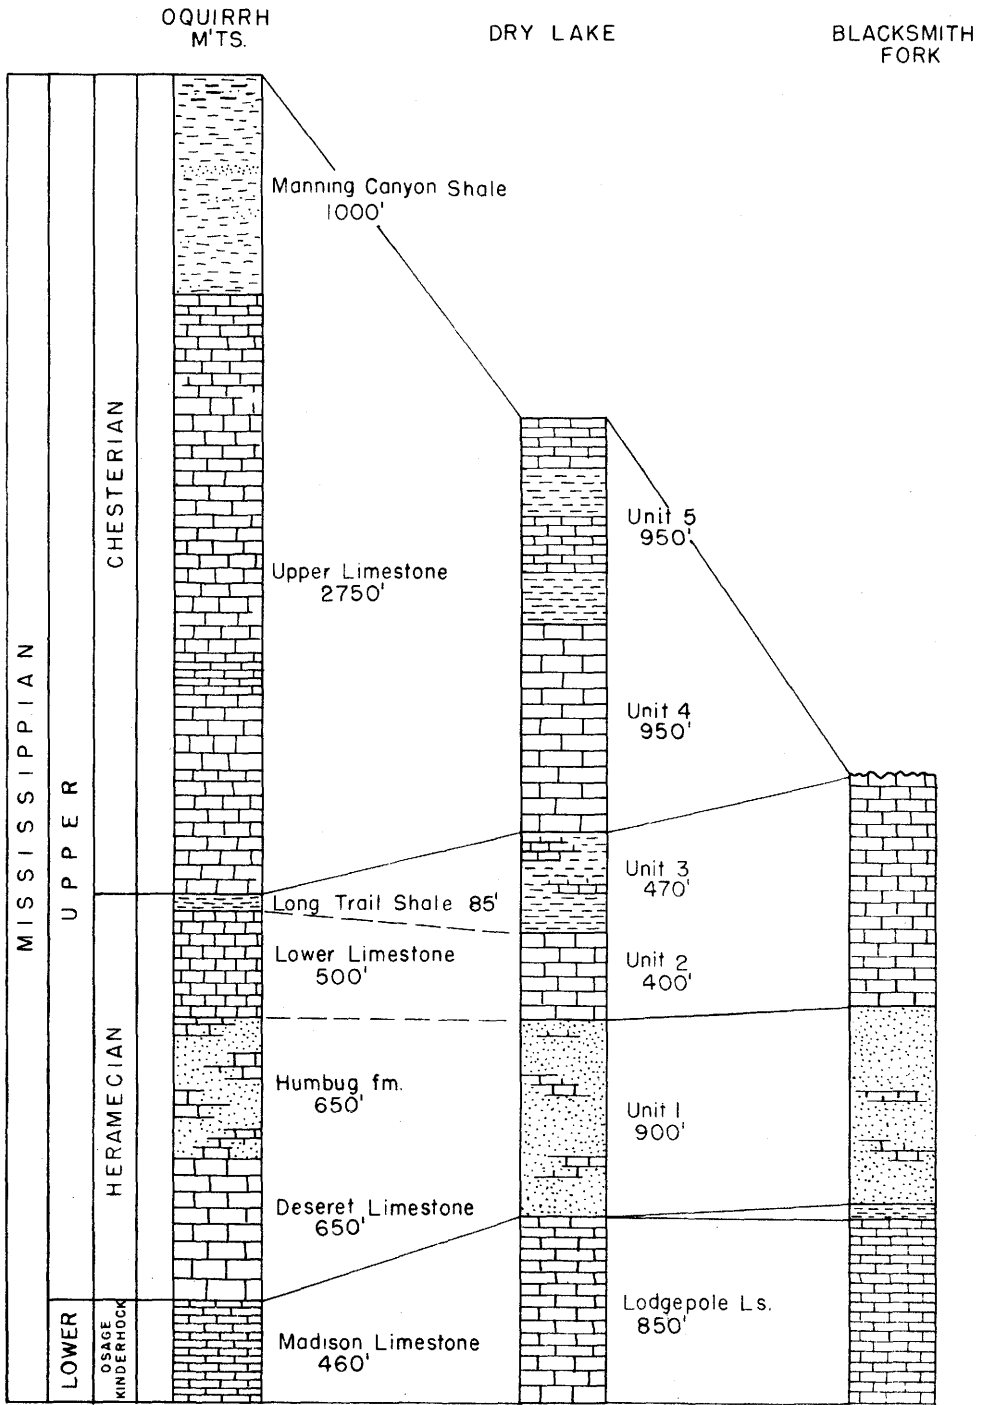 OQUIRRH
M'TS.
DRY LAKE
BLACKSMITH
FORK
MISSISSIPPIAN
UPPER
LOWER
CHESTERIAN
HERAMECIAN
OSAGE
KINDERHOCK
Manning Canyon Shale
1000'
Upper Limestone
2750'
Long Trail Shale 85'
Lower Limestone
500'
Humbug fm.
650'
Deseret Limestone
650'
Madison Limestone
460'
Unit 5
950'
Unit 4
950'
Unit 3
470'
Unit 2
400'
Unit 1
900'
Lodgepole Ls.
850'